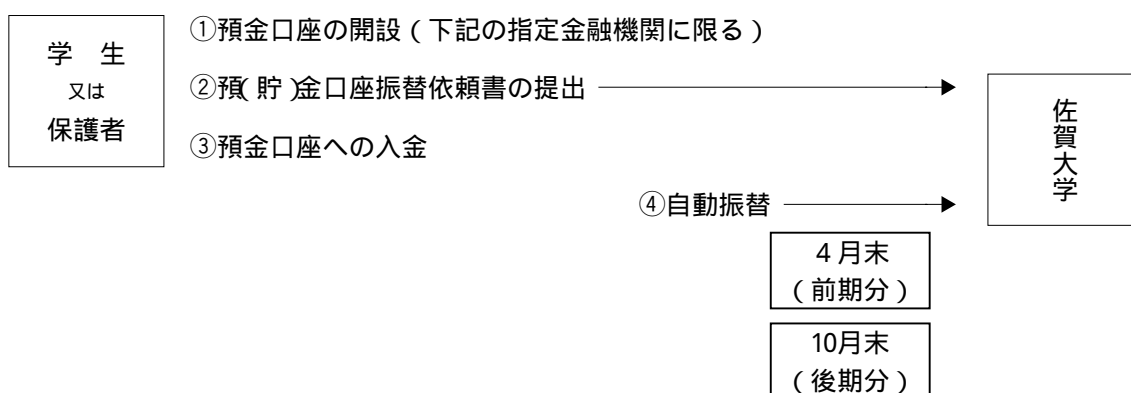 学　生
又は
保護者
①預金口座の開設（下記の指定金融機関に限る）
②預（貯）金口座振替依頼書の提出
③預金口座への入金
④自動振替
佐賀大学
4月末
（前期分）
10月末
（後期分）